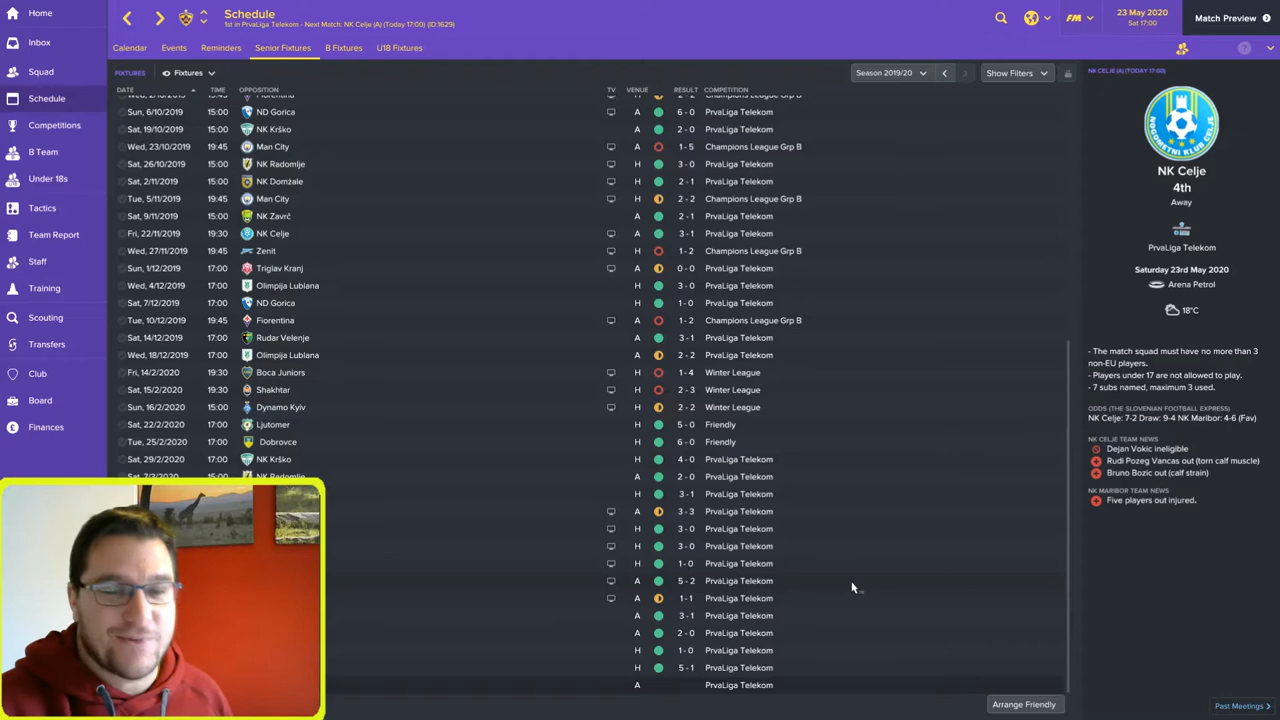 Home
Schedule
1st in PrvaLiga Telekom - Next Match: NK Celje (A) (Today 17:00) (ID:1629)
FM
23 May 2020
Sat 17:00
Match Preview
Inbox
Squad
Schedule
Competitions
B Team
Under 18s
Tactics
Team Report
Staff
Training
Scouting
Transfers
Club
Board
Finances
Calendar Events Reminders Senior Fixtures B Fixtures U18 Fixtures
FIXTURES Fixtures Season 2019/20 Show Filters
DATE TIME OPPOSITION TV VENUE RESULT COMPETITION
Sun, 6/10/2019 15:00 ND Gorica A 6 - 0 PrvaLiga Telekom
Sat, 19/10/2019 15:00 NK Krško A 2 - 0 PrvaLiga Telekom
Wed, 23/10/2019 19:45 Man City A 1 - 5 Champions League Grp B
Sat, 26/10/2019 15:00 NK Radomlje H 3 - 0 PrvaLiga Telekom
Sat, 2/11/2019 15:00 NK Domžale H 2 - 1 PrvaLiga Telekom
Tue, 5/11/2019 19:45 Man City H 2 - 2 Champions League Grp B
Sat, 9/11/2019 15:00 NK Zavrč A 2 - 1 PrvaLiga Telekom
Fri, 22/11/2019 19:30 NK Celje H 3 - 1 PrvaLiga Telekom
Wed, 27/11/2019 19:45 Zenit H 1 - 2 Champions League Grp B
Sun, 1/12/2019 17:00 Triglav Kranj A 0 - 0 PrvaLiga Telekom
Wed, 4/12/2019 17:00 Olimpija Lublana H 3 - 0 PrvaLiga Telekom
Sat, 7/12/2019 17:00 ND Gorica H 1 - 0 PrvaLiga Telekom
Tue, 10/12/2019 19:45 Fiorentina A 1 - 2 Champions League Grp B
Sat, 14/12/2019 17:00 Rudar Velenje A 3 - 1 PrvaLiga Telekom
Wed, 18/12/2019 17:00 Olimpija Lublana A 2 - 2 PrvaLiga Telekom
Fri, 14/2/2020 19:30 Boca Juniors H 1 - 4 Winter League
Sat, 15/2/2020 19:30 Shakhtar H 2 - 3 Winter League
Sun, 16/2/2020 15:00 Dynamo Kyiv H 2 - 2 Winter League
Sat, 22/2/2020 17:00 Ljutomer H 5 - 0 Friendly
Tue, 25/2/2020 17:00 Dobrovce H 6 - 0 Friendly
Sat, 29/2/2020 17:00 NK Krško H 4 - 0 PrvaLiga Telekom
Sat, 7/3/2020 15:00 NK Radomlje A 2 - 0 PrvaLiga Telekom
H 3 - 1 PrvaLiga Telekom
A 3 - 3 PrvaLiga Telekom
H 3 - 0 PrvaLiga Telekom
H 3 - 0 PrvaLiga Telekom
H 1 - 0 PrvaLiga Telekom
A 5 - 2 PrvaLiga Telekom
A 1 - 1 PrvaLiga Telekom
A 3 - 1 PrvaLiga Telekom
A 2 - 0 PrvaLiga Telekom
H 1 - 0 PrvaLiga Telekom
H 5 - 1 PrvaLiga Telekom
A PrvaLiga Telekom
Arrange Friendly
NK CELJE (A) (TODAY 17:00)
NOGOMETNI KLUB CELJE
NK Celje
4th
Away
PrvaLiga Telekom
Saturday 23rd May 2020
Arena Petrol
18°C
- The match squad must have no more than 3
non-EU players.
- Players under 17 are not allowed to play.
- 7 subs named, maximum 3 used.
ODDS (THE SLOVENIAN FOOTBALL EXPRESS)
NK Celje: 7-2 Draw: 9-4 NK Maribor: 4-6 (Fav)
NK CELJE TEAM NEWS
Dejan Vokic ineligible
Rudi Pozeg Vancas out (torn calf muscle)
Bruno Bozic out (calf strain)
NK MARIBOR TEAM NEWS
Five players out injured.
Past Meetings